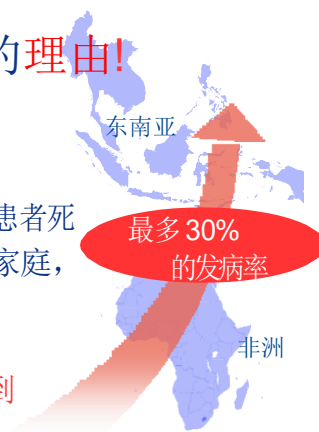 的理由!
东南亚
患者死
家庭，
最多30%
的发病率
非洲
到